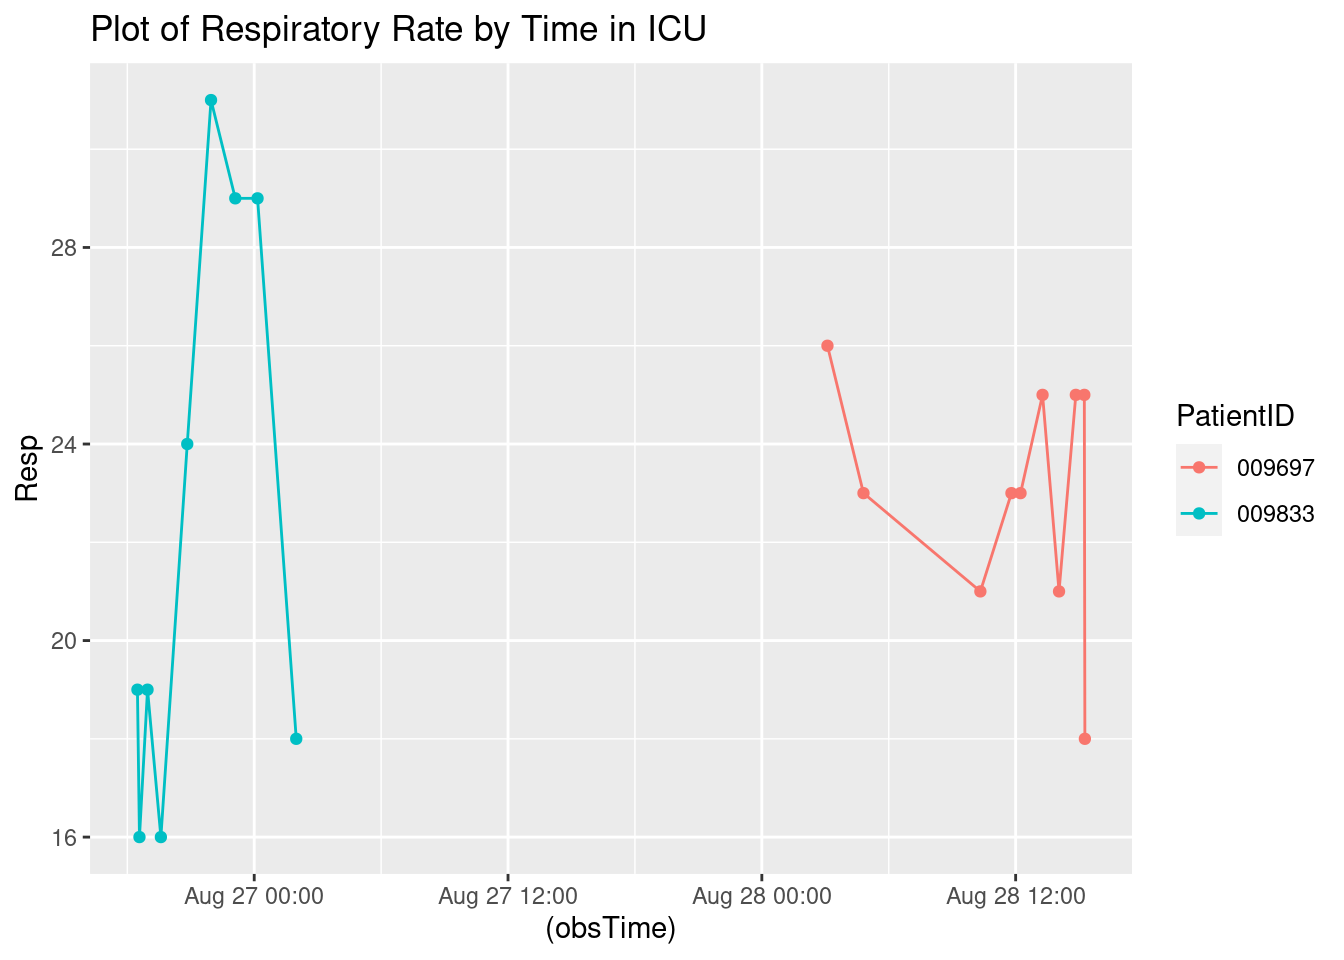 Plot of Respiratory Rate by Time in ICU
Resp
28
24
20
16
Aug 27 00:00
Aug 27 12:00
Aug 28 00:00
Aug 28 12:00
(obsTime)
PatientID
009697
009833